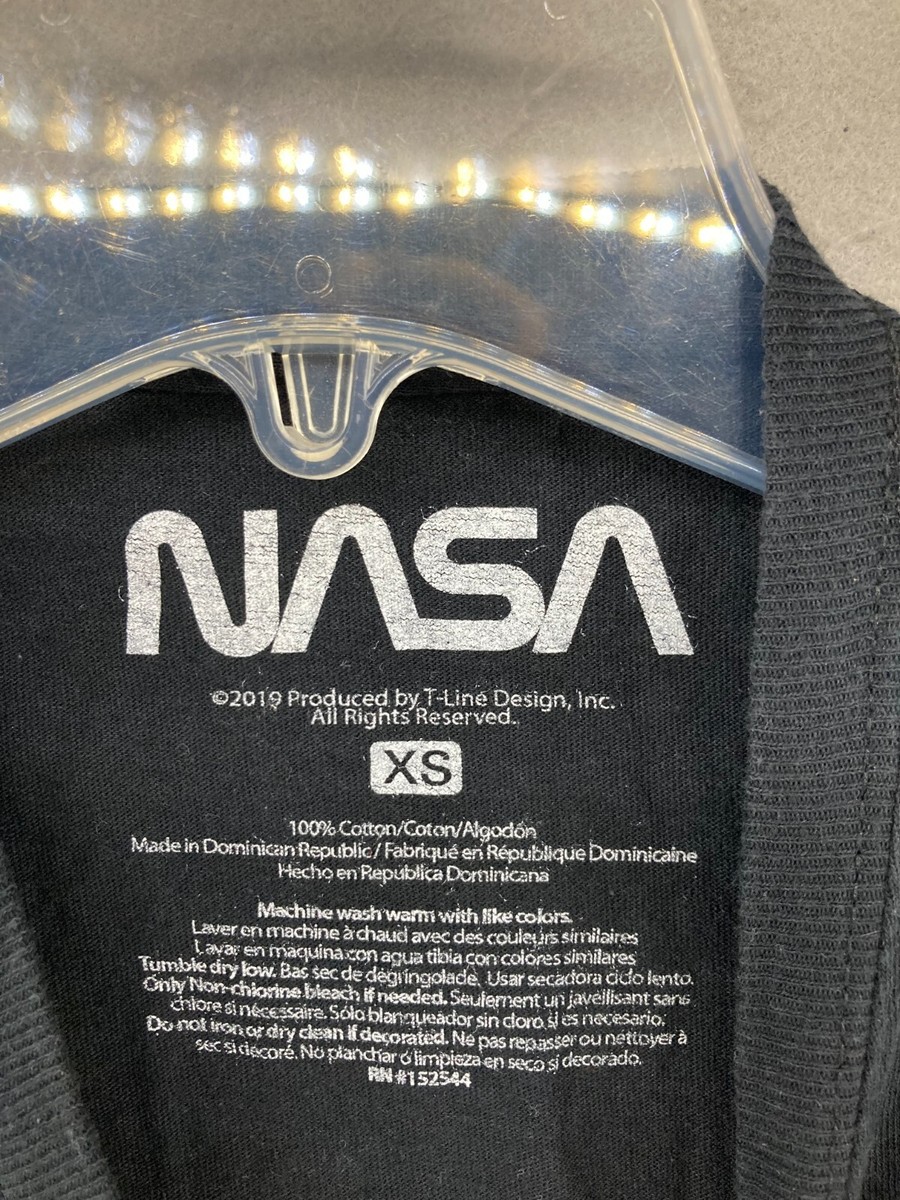 NASA
©2019 Produced by T-Line Design, Inc.
All Rights Reserved.
XS
100% Cotton/Coton/Algodón
Made in Dominican Republic / Fabriqué en République Dominicaine
Hecho en República Dominicana
Machine wash warm with like colors.
Laver en machine à chaud avec des couleurs similaires
Lavar en maquina con agua tibia con colores similares
Tumble dry low. Bas sec de dégringolade. Usar secadora ciclo lento.
Only Non-chlorine bleach if needed. Seulement un javellisant sans
chlore si nécessaire. Sólo blanqueador sin cloro si es necesario.
Do not iron or dry clean if decorated. Ne pas repasser ou nettoyer à
sec si décoré. No planchar ó limpieza en seco si decorado.
RN #152544